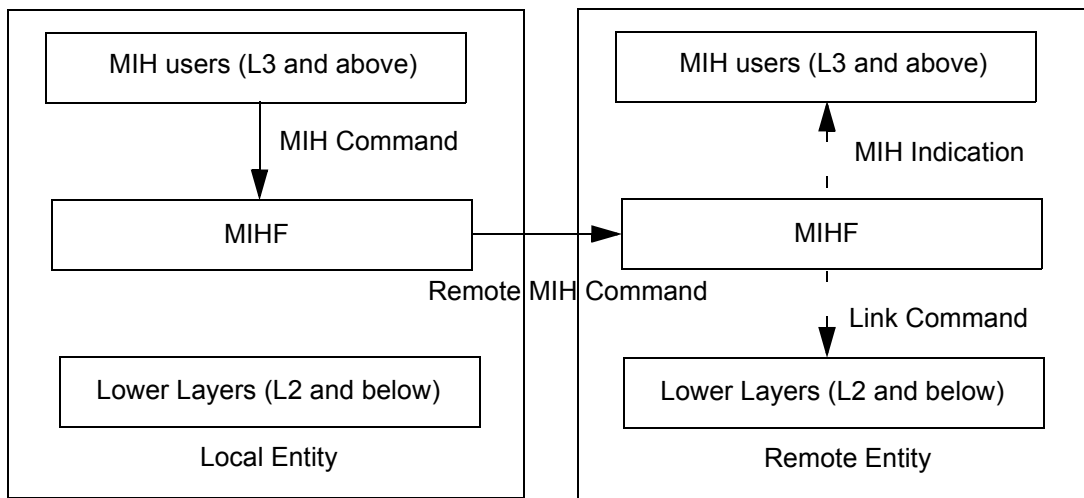 MIH users (L3 and above)
MIH Command
MIHF
Lower Layers (L2 and below)
Local Entity
Remote MIH Command
MIH users (L3 and above)
MIH Indication
MIHF
Link Command
Lower Layers (L2 and below)
Remote Entity